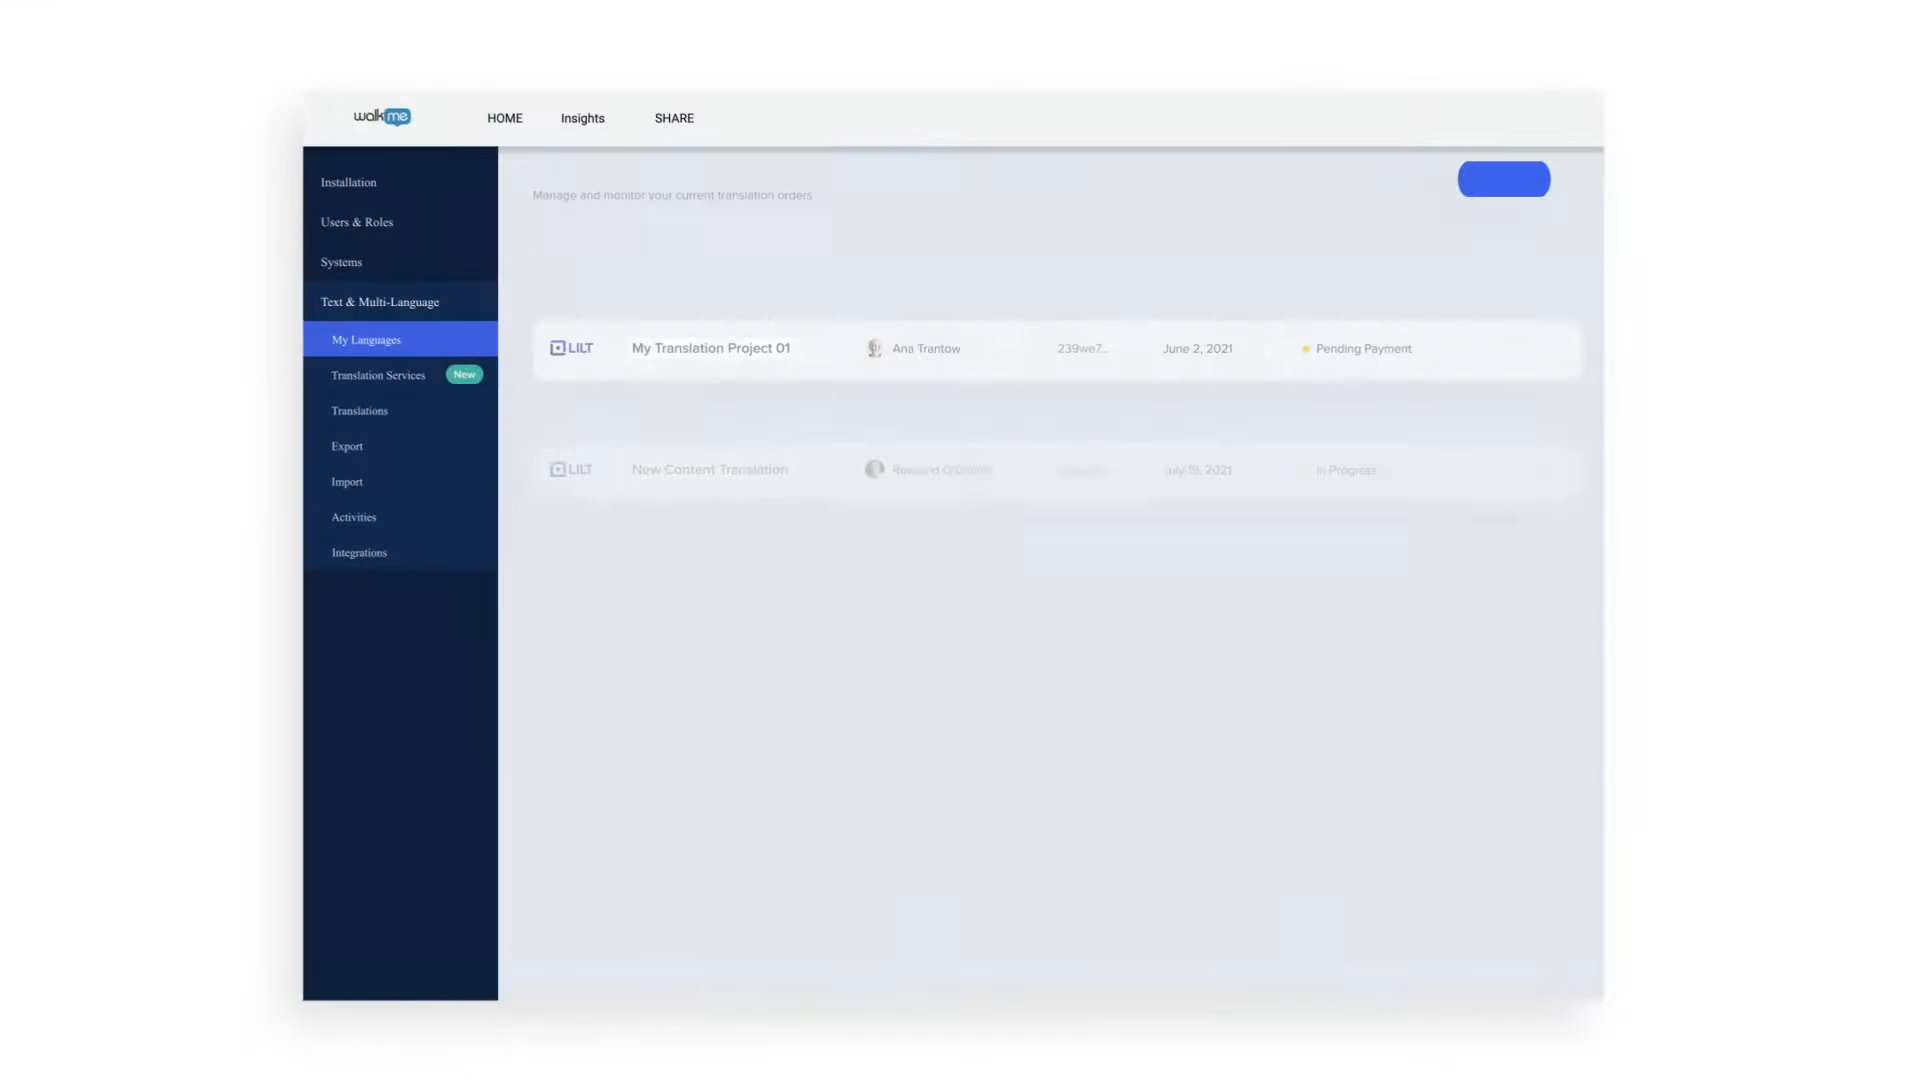 walkme HOME Insights SHARE
Installation
Users & Roles
Systems
Text & Multi-Language
My Languages
Translation Services New
Translations
Export
Import
Activities
Integrations
Manage and monitor your current translation orders
LILT My Translation Project 01 Ana Trantow 239we7... June 2, 2021 Pending Payment
LILT New Content Translation July 19, 2021 In Progress